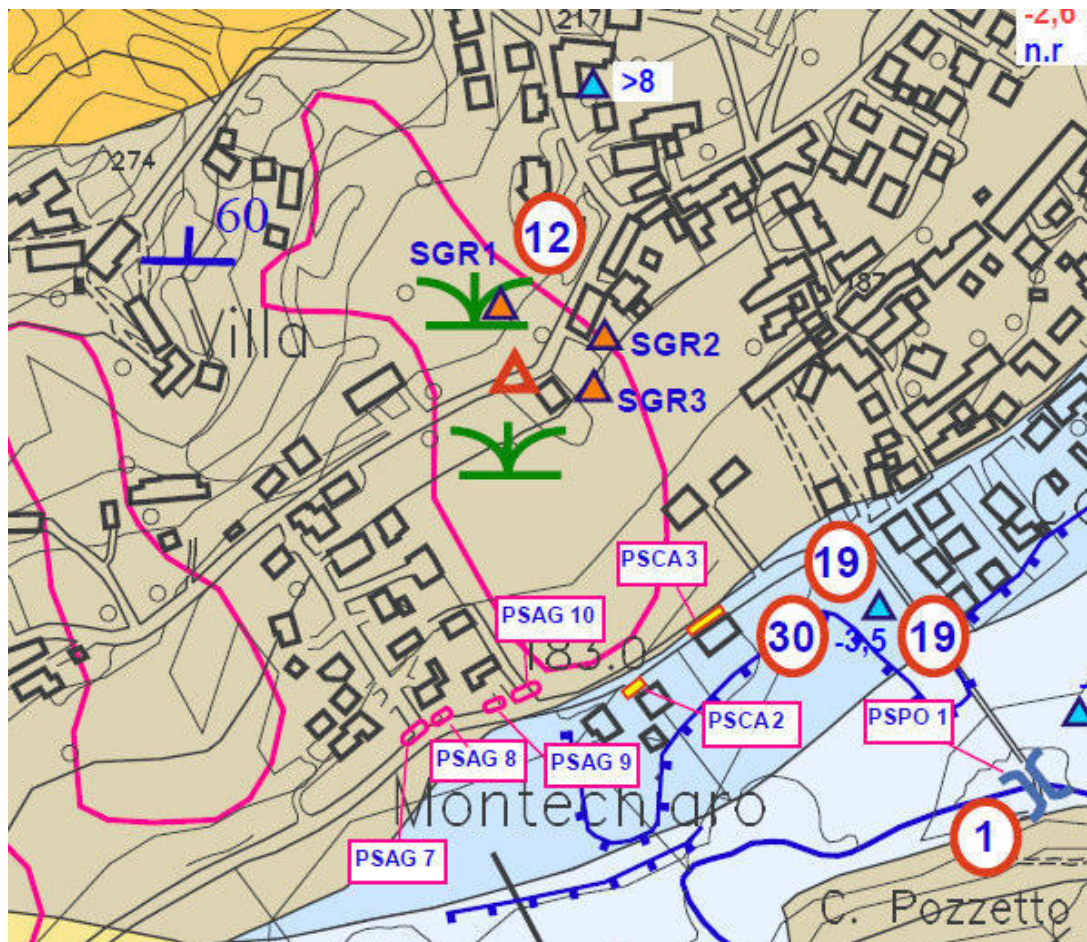 217
-2,6
n.r
>8
274
60
12
SGR1
187
Villa
SGR2
SGR3
PSCA 3
19
PSAG 10
30
-3,5
19
183.0
PSCA 2
PSPO 1
PSAG 8
PSAG 9
Montechiaro
1
PSAG 7
C. Pozzetto